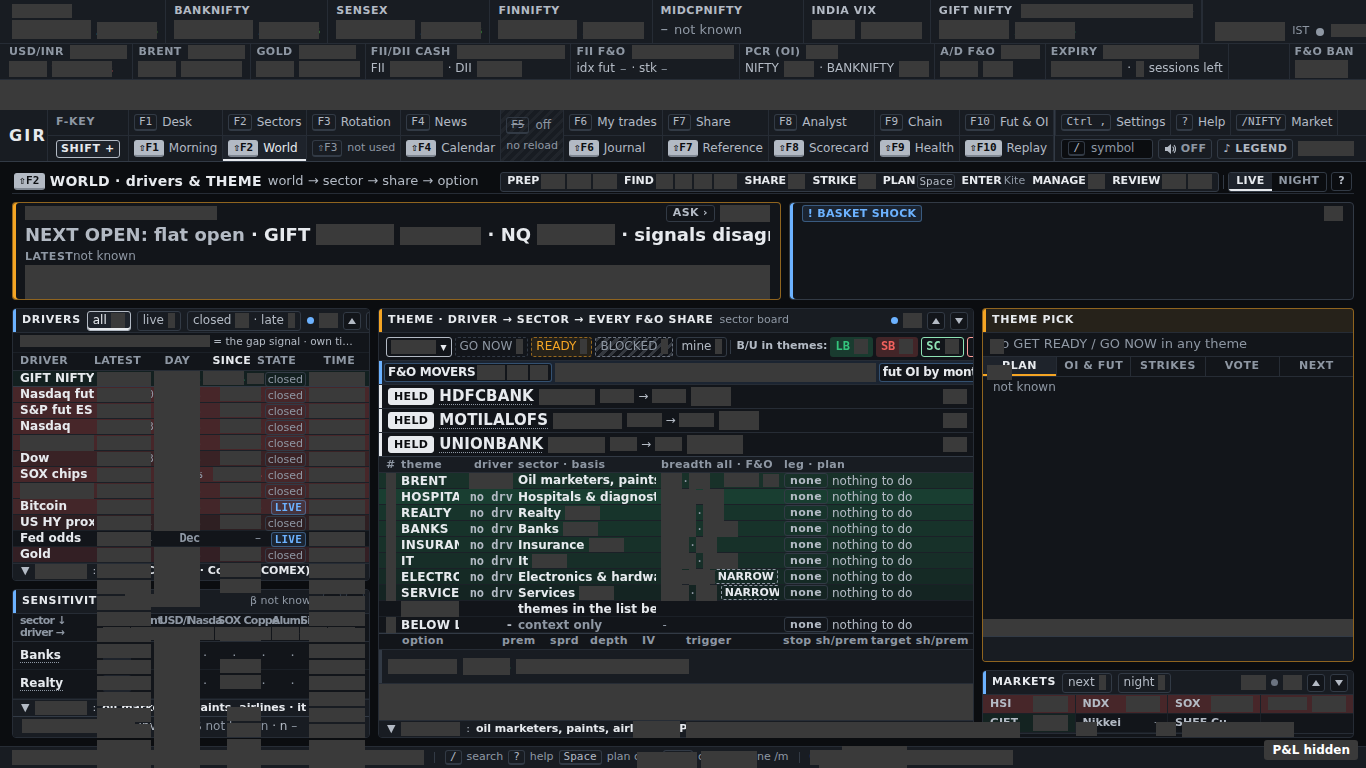 BANKNIFTY SENSEX FINNIFTY MIDCPNIFTY INDIA VIX GIFT NIFTY
– not known IST
USD/INR BRENT GOLD FII/DII CASH FII F&O PCR (OI) A/D F&O EXPIRY F&O BAN
FII · DII idx fut – · stk – NIFTY · BANKNIFTY · sessions left
F-KEY F1 Desk F2 Sectors F3 Rotation F4 News F5 off F6 My trades F7 Share F8 Analyst F9 Chain F10 Fut & OI Ctrl , Settings ? Help /NIFTY Market
GIR
SHIFT + ⇧F1 Morning ⇧F2 World ⇧F3 not used ⇧F4 Calendar no reload ⇧F6 Journal ⇧F7 Reference ⇧F8 Scorecard ⇧F9 Health ⇧F10 Replay / symbol OFF ♪ LEGEND
⇧F2 WORLD · drivers & THEME world → sector → share → option PREP FIND SHARE STRIKE PLAN Space ENTER Kite MANAGE REVIEW LIVE NIGHT ?
ASK ›
NEXT OPEN: flat open · GIFT · NQ · signals
LATEST not known
! BASKET SHOCK
DRIVERS all live closed · late
= the gap signal · own ti…
DRIVER LATEST DAY SINCE STATE TIME
GIFT NIFTY closed
Nasdaq fut closed
S&P fut ES closed
Nasdaq closed
closed
Dow closed
SOX chips closed
closed
Bitcoin LIVE
US HY prox closed
Fed odds Dec – LIVE
Gold closed
▼ COMEX)
SENSITIVIT β not know
sector ↓
driver →
Banks
Realty
▼
THEME · DRIVER → SECTOR → EVERY F&O SHARE sector board
▾ GO NOW READY BLOCKED mine B/U in themes: LB SB SC
F&O MOVERS fut OI by
HELD HDFCBANK →
HELD MOTILALOFS →
HELD UNIONBANK →
# theme driver sector · basis breadth all · F&O leg · plan
BRENT Oil marketers, paints none nothing to do
HOSPITA no drv Hospitals & diagnost none nothing to do
REALTY no drv Realty none nothing to do
BANKS no drv Banks none nothing to do
INSURAN no drv Insurance none nothing to do
IT no drv It none nothing to do
ELECTRO no drv Electronics & hardwa NARROW none nothing to do
SERVICE no drv Services NARROW none nothing to do
themes in the list be
BELOW L - context only - none nothing to do
option prem sprd depth IV trigger stop sh/prem target sh/prem
▼ : oil marketers, paints, airl
THEME PICK
GET READY / GO NOW in any theme
PLAN OI & FUT STRIKES VOTE NEXT
not known
MARKETS next night
HSI NDX SOX
GIFT Nikkei
/ search ? help Space plan
P&L hidden